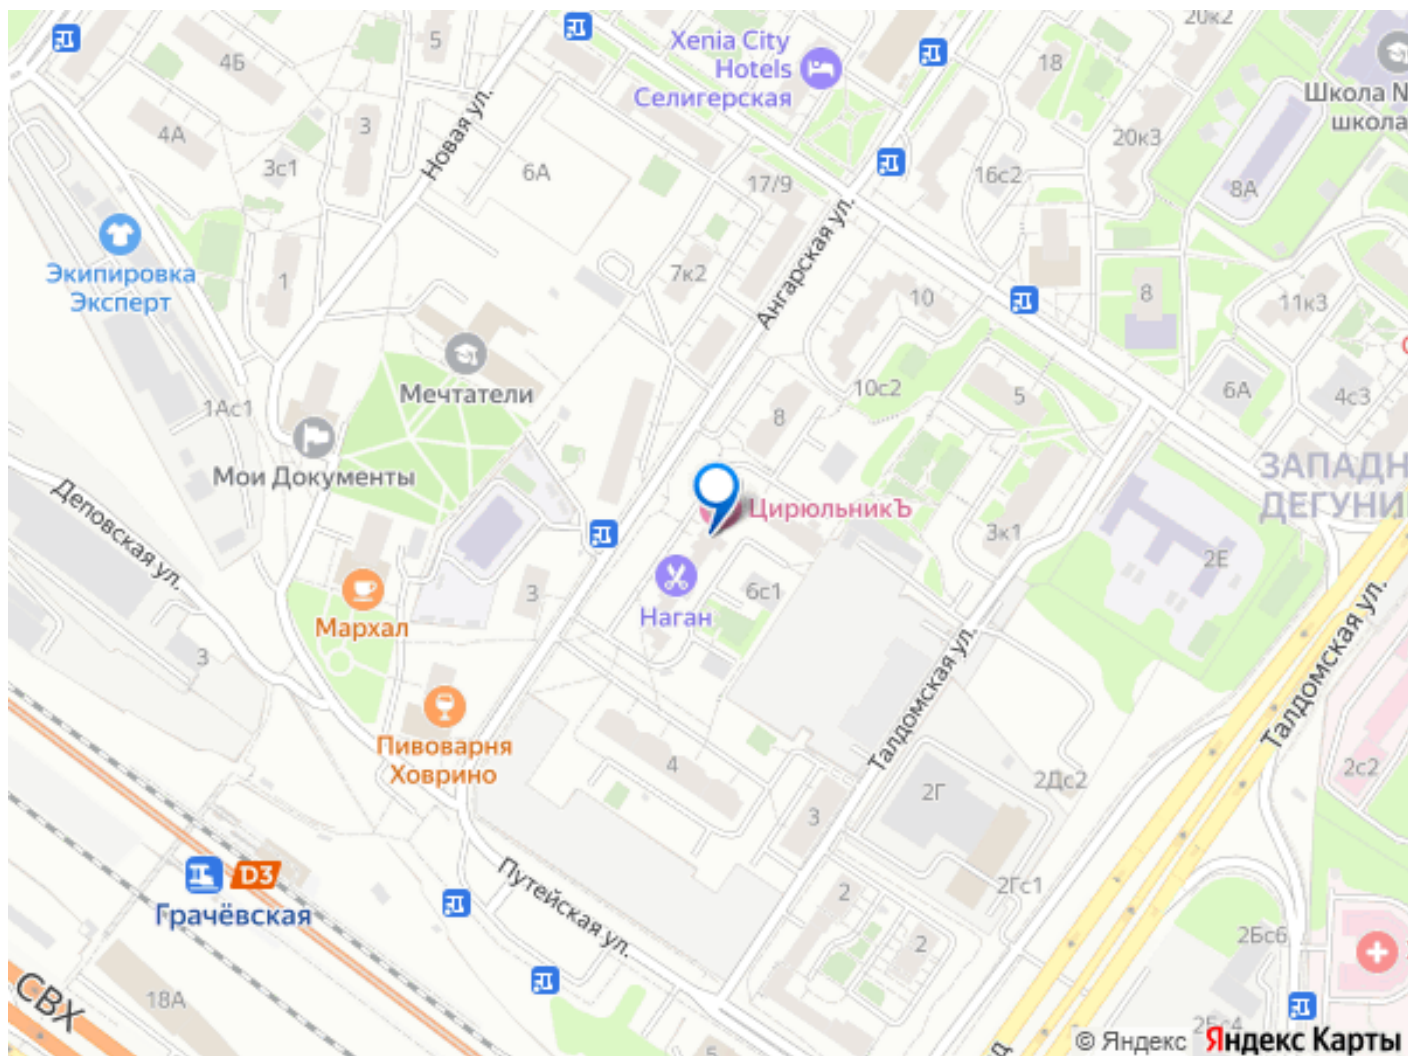 20к2
5
Xenia City
Hotels
Селигерская
4Б
18
Школа N
школа
4А
3
Новая ул.
20к3
3с1
6А
17/9
16с2
8А
Экипировка
Эксперт
1
7к2
Ангарская ул.
10
8
11к3
Мечтатели
10с2
5
6А
4с3
1Ас1
8
Мои Документы
ЗАПАДН
ДЕГУНИ
Деповская ул.
ЦирюльникЪ
3к1
2Е
3
Наган
6с1
Мархал
3
Талдомская ул.
Талдомская ул.
Пивоварня
Ховрино
4
2с2
2Дс2
2Г
3
D3
Грачёвская
Путейская ул.
2
2Гс1
2
2Бс6
СВХ
18А
2Бс4
5
© Яндекс
Яндекс Карты